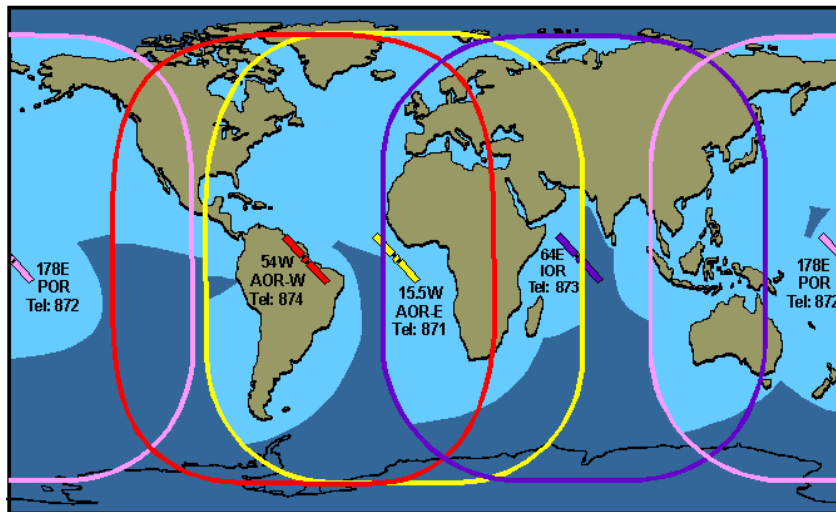 178E
POR
Tel: 872
54W
AOR-W
Tel: 874
15.5W
AOR-E
Tel: 871
64E
IOR
Tel: 873
178E
POR
Tel: 872